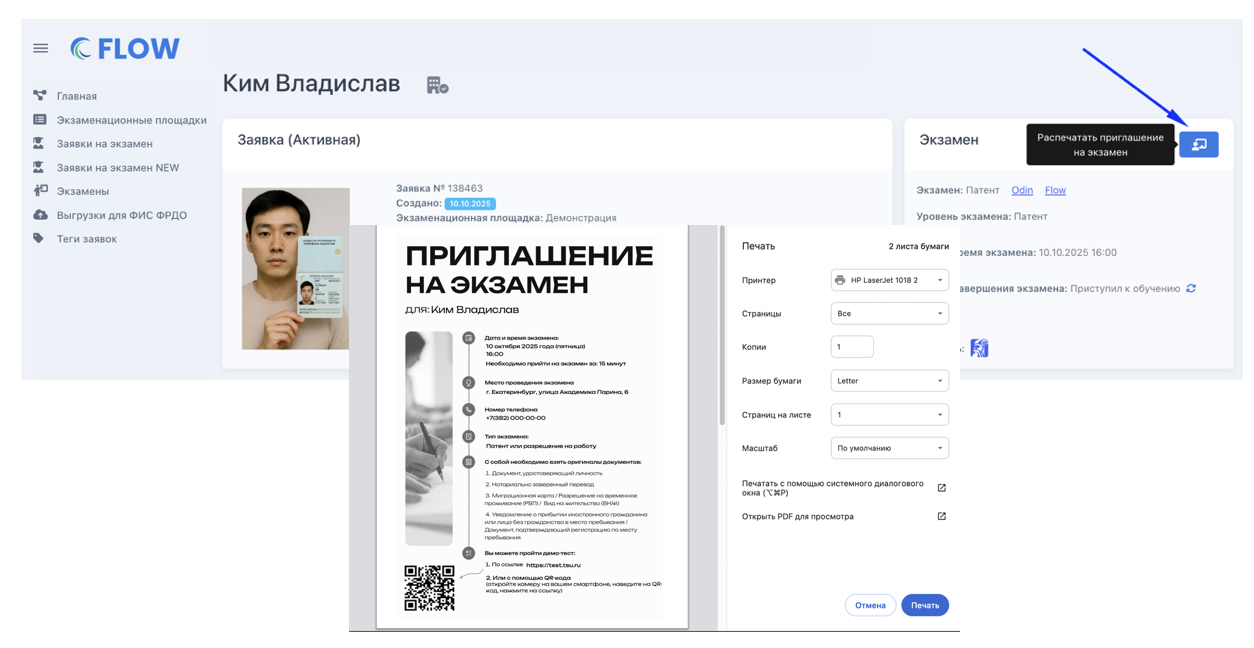 FLOW
Главная
Экзаменационные площадки
Заявки на экзамен
Заявки на экзамен NEW
Экзамены
Выгрузки для ФИС ФРДО
Теги заявок
Ким Владислав
Заявка (Активная)
Заявка № 138463
Создано: 10.10.2025
Экзаменационная площадка: Демонстрация
Экзамен
Распечатать приглашение
на экзамен
Экзамен: Патент Odin Flow
Уровень экзамена: Патент
ремя экзамена: 10.10.2025 16:00
авершения экзамена: Приступил к обучению
ПРИГЛАШЕНИЕ
НА ЭКЗАМЕН
для: Ким Владислав
Дата и время экзамена:
10 октября 2025 года (пятница)
16:00
Необходимо прийти на экзамен за: 15 минут
Место проведения экзамена
г. Екатеринбург, улица Академика Парина, 6
Номер телефона
+7(382) 000-00-00
Тип экзамена:
Патент или разрешение на работу
С собой необходимо взять оригиналы документов:
1. Документ, удостоверяющий личность
2. Нотариально заверенный перевод
3. Миграционная карта / Разрешение на временное
проживание (РВП) / Вид на жительство (ВНЖ)
4. Уведомление о прибытии иностранного гражданина
или лица без гражданства в место пребывания /
Документ, подтверждающий регистрацию по месту
пребывания
Вы можете пройти демо-тест:
1. По ссылке https://test.tsu.ru
2. Или с помощью QR-кода
(откройте камеру на вашем смартфоне, наведите на QR-
код, нажмите на ссылку)
Печать 2 листа бумаги
Принтер HP LaserJet 1018 2
Страницы Все
Копии 1
Размер бумаги Letter
Страниц на листе 1
Масштаб По умолчанию
Печатать с помощью системного диалогового
окна (⌥⌘P)
Открыть PDF для просмотра
Отмена Печать